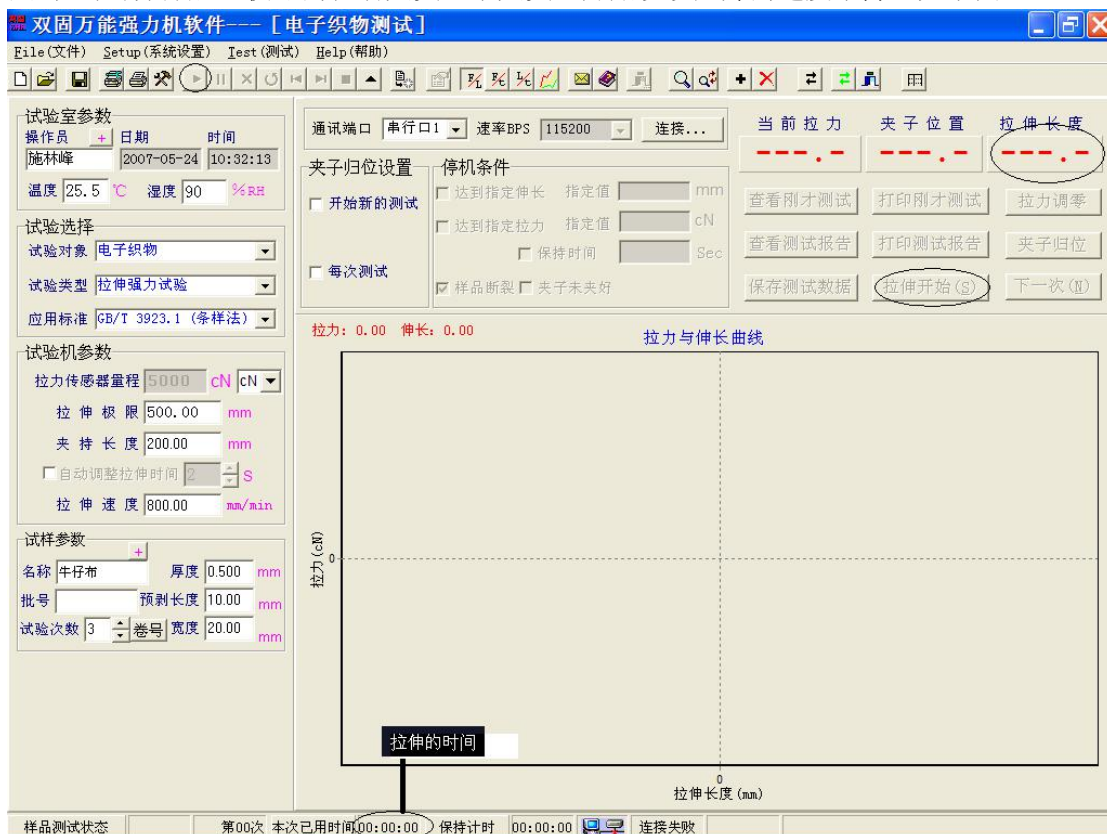 双固万能强力机软件--- [电子织物测试]
File(文件) Setup(系统设置) Test(测试) Help(帮助)
试验室参数
操作员 + 日期 时间
施林峰 2007-05-24 10:32:13
温度 25.5 ℃ 湿度 90 %RH
试验选择
试验对象 电子织物
试验类型 拉伸强力试验
应用标准 GB/T 3923.1 (条样法)
试验机参数
拉力传感器量程 5000 cN cN
拉伸极限 500.00 mm
夹持长度 200.00 mm
自动调整拉伸时间 2 S
拉伸速度 800.00 mm/min
试样参数
+
名称 牛仔布 厚度 0.500 mm
批号 预剥长度 10.00 mm
试验次数 3 卷号 宽度 20.00 mm
通讯端口 串行口1 速率BPS 115200 连接...
夹子归位设置
开始新的测试
每次测试
停机条件
达到指定伸长 指定值 mm
达到指定拉力 指定值 cN
保持时间 Sec
样品断裂 夹子未夹好
当前拉力 夹子位置 拉伸长度
---.- ---.- ---.-
查看刚才测试 打印刚才测试 拉力调零
查看测试报告 打印测试报告 夹子归位
保存测试数据 拉伸开始(S) 下一次(N)
拉力: 0.00 伸长: 0.00
拉力与伸长曲线
拉力(cN)
0
拉伸的时间
0
拉伸长度(mm)
样品测试状态 第00次 本次已用时间 00:00:00 保持计时 00:00:00 连接失败